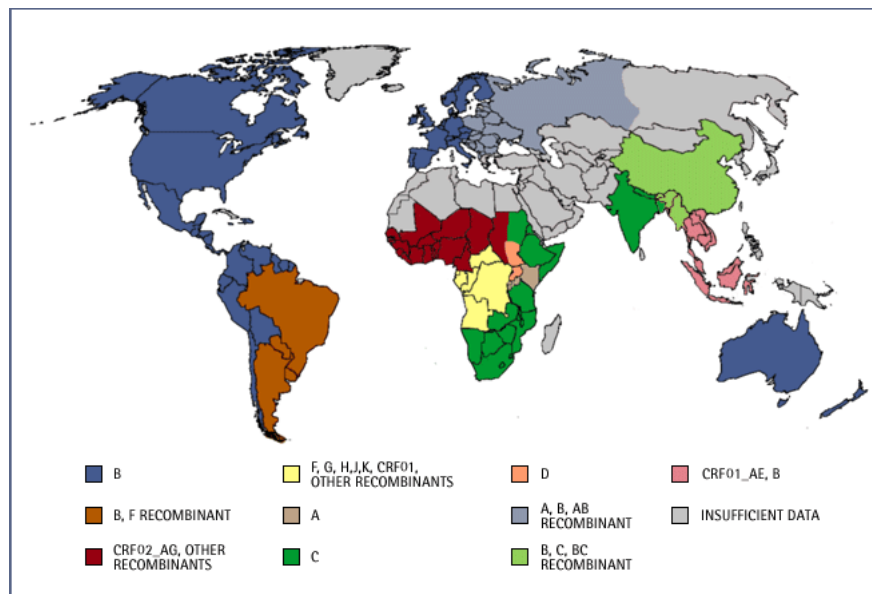 B
F, G, H,J,K, CRF01,
OTHER RECOMBINANTS
D
CRF01_AE, B
B, F RECOMBINANT
A
A, B, AB
RECOMBINANT
INSUFFICIENT DATA
CRF02_AG, OTHER
RECOMBINANTS
C
B, C, BC
RECOMBINANT